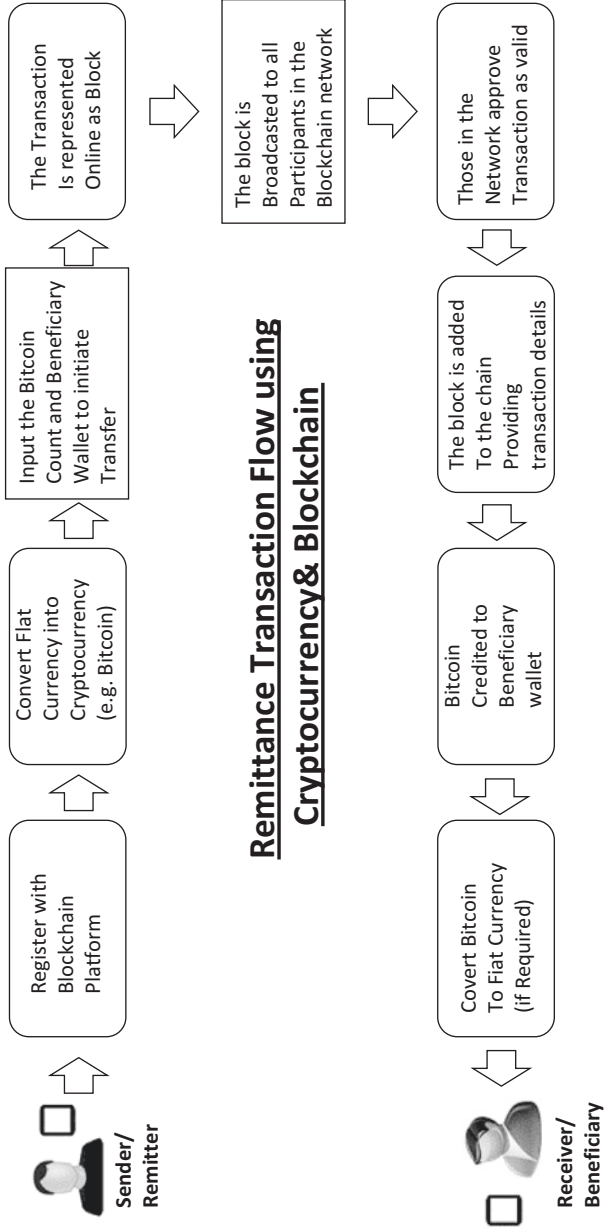 Sender/
Remitter
Register with
Blockchain
Platform
Convert Flat
Currency into
Cryptocurrency
(e.g. Bitcoin)
Input the Bitcoin
Count and Beneficiary
Wallet to initiate
Transfer
The Transaction
Is represented
Online as Block
The block is
Broadcasted to all
Participants in the
Blockchain network
Remittance Transaction Flow using
Cryptocurrency& Blockchain
Those in the
Network approve
Transaction as valid
The block is added
To the chain
Providing
transaction details
Bitcoin
Credited to
Beneficiary
wallet
Covert Bitcoin
To Fiat Currency
(if Required)
Receiver/
Beneficiary